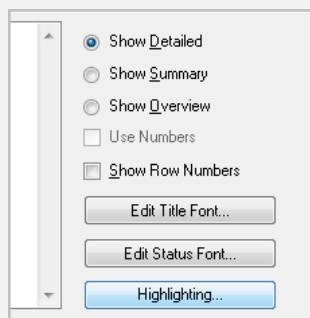 Show Detailed
Show Summary
Show Overview
Use Numbers
Show Row Numbers
Edit Title Font...
Edit Status Font...
Highlighting...